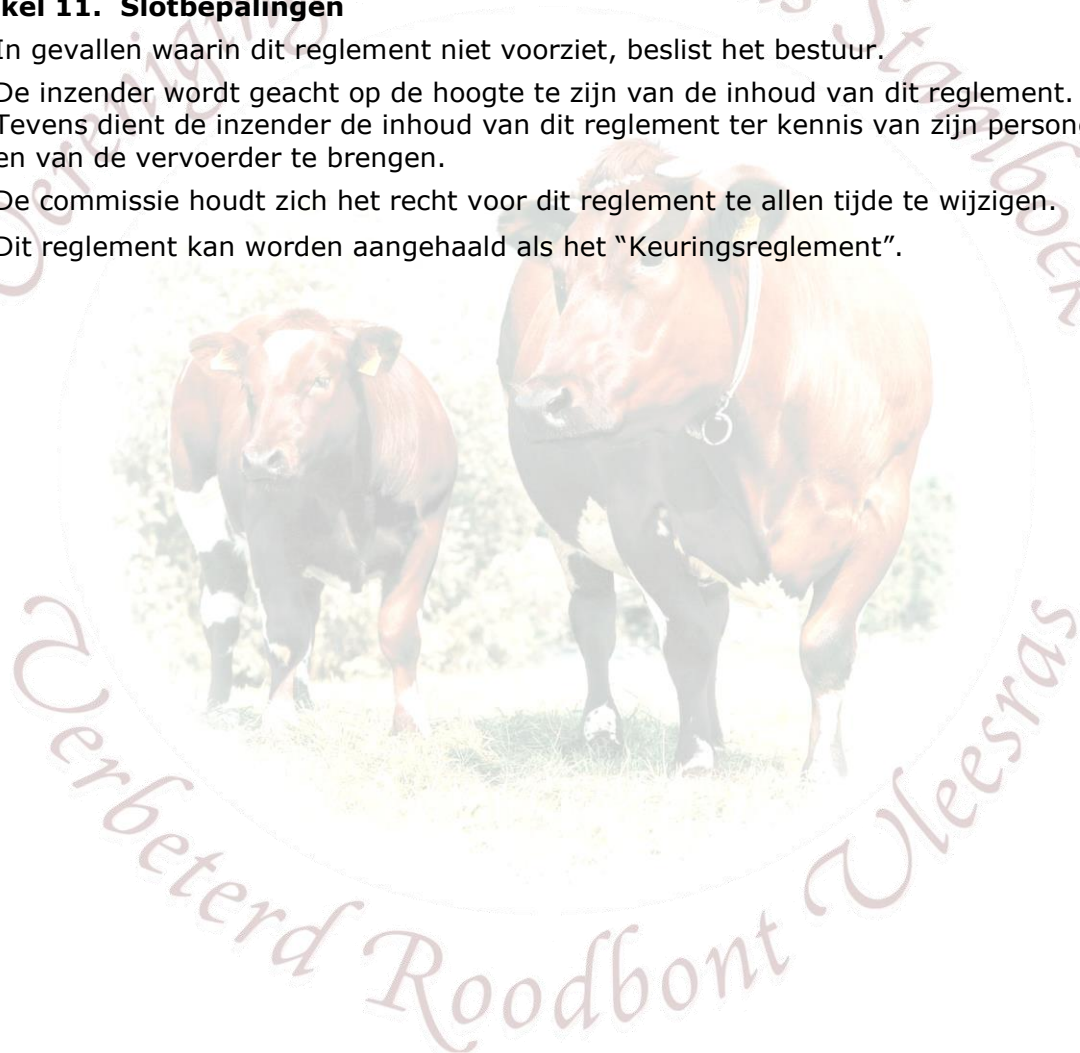 kel 11. Slotbepalingen
In gevallen waarin dit reglement niet voorziet, beslist het bestuur.
De inzender wordt geacht op de hoogte te zijn van de inhoud van dit reglement.
Tevens dient de inzender de inhoud van dit reglement ter kennis van zijn person
en van de vervoerder te brengen.
De commissie houdt zich het recht voor dit reglement te allen tijde te wijzigen.
Dit reglement kan worden aangehaald als het “Keuringsreglement”.
Stamboek
Verbeterd Roodbont Vleesras